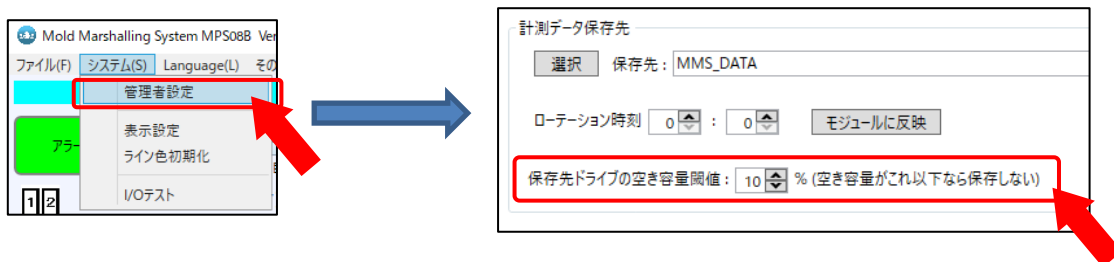 Mold Marshalling System MPS08B Ver
ファイル(F) システム(S) Language(L) その
管理者設定
アラー
表示設定
ライン色初期化
I/Oテスト
1 2
計測データ保存先
選択 保存先 : MMS_DATA
ローテーション時刻 0 : 0 モジュールに反映
保存先ドライブの空き容量閾値 : 10 % (空き容量がこれ以下なら保存しない)